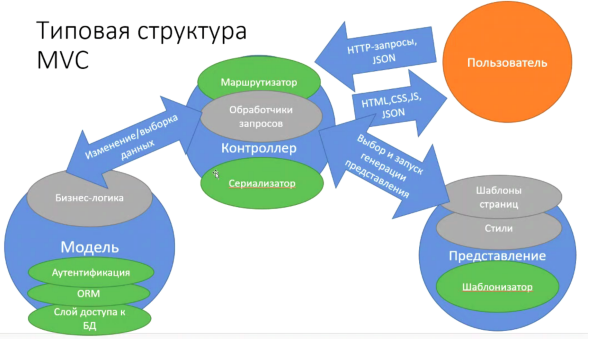 Типовая структура
MVC
HTTP-запросы,
JSON
Пользователь
HTML,CSS,JS,
JSON
Маршрутизатор
Обработчики
запросов
Контроллер
Сериализатор
Изменение/выборка
данных
Выбор и запуск
генерации
представления
Бизнес-логика
Модель
Аутентификация
ORM
Слой доступа к
БД
Шаблоны
страниц
Стили
Представление
Шаблонизатор